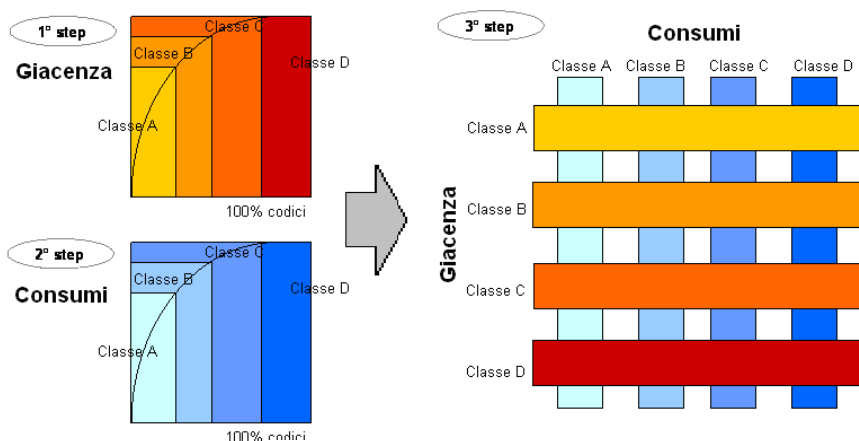 1° step
Giacenza
Classe C
Classe B
Classe D
Classe A
100% codici
2° step
Consumi
Classe C
Classe B
Classe D
Classe A
100% codici
3° step
Consumi
Classe A
Classe B
Classe C
Classe D
Giacenza
Classe A
Classe B
Classe C
Classe D